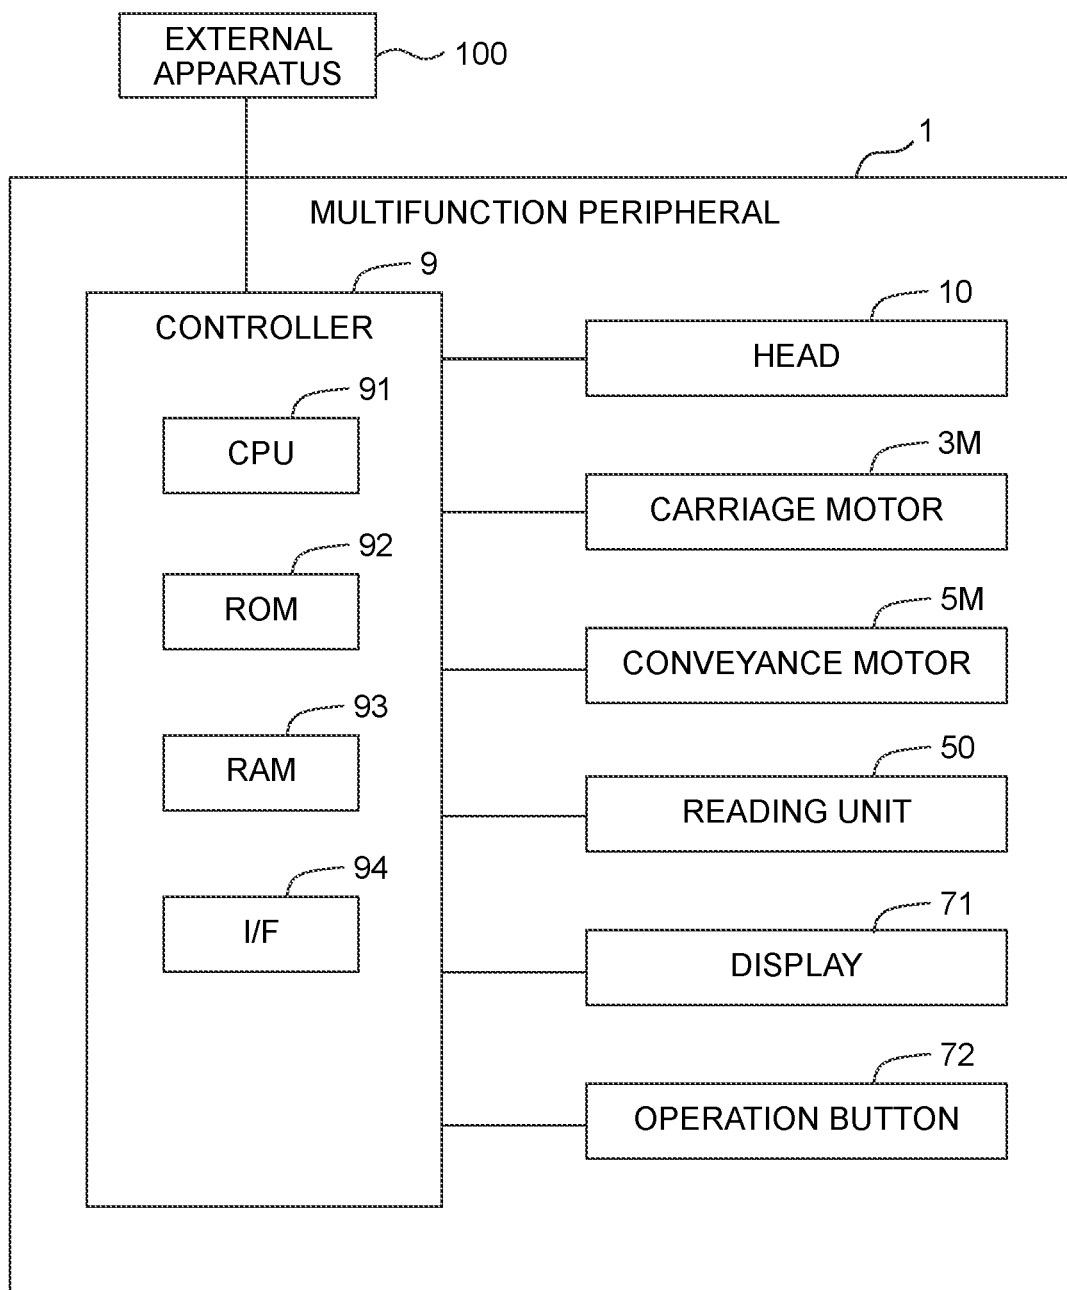 EXTERNAL
APPARATUS
100
1
MULTIFUNCTION PERIPHERAL
9
CONTROLLER
91
CPU
92
ROM
93
RAM
94
I/F
10
HEAD
3M
CARRIAGE MOTOR
5M
CONVEYANCE MOTOR
50
READING UNIT
71
DISPLAY
72
OPERATION BUTTON